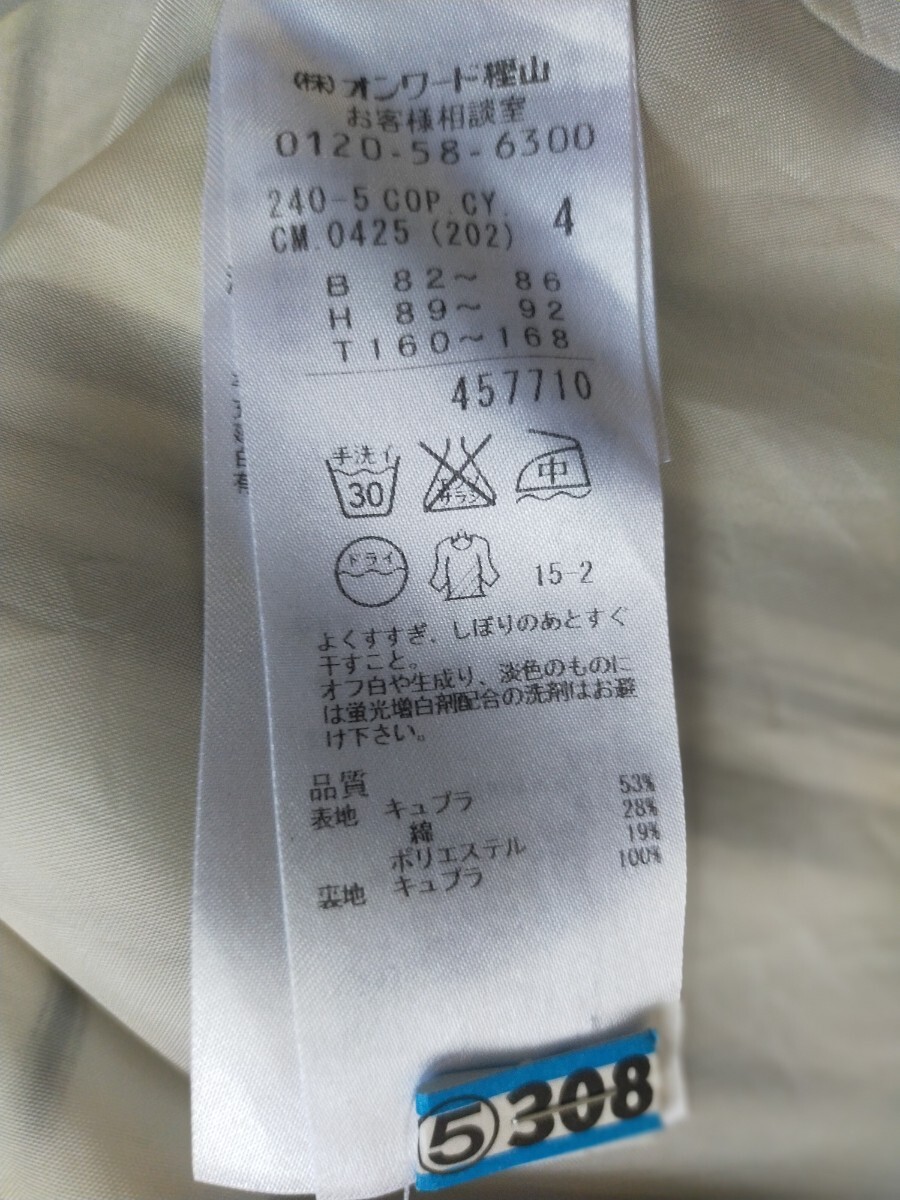 (株)オンワード樫山
お客様相談室
0120-58-6300
240-5 COP.CY. 4
CM.0425 (202)
B 82～ 86
H 89～ 92
T160～168
457710
手洗イ
30
中
ドライ
15-2
よくすすぎ、しぼりのあとすぐ
干すこと。
オフ白や生成り、淡色のものに
は蛍光増白剤配合の洗剤はお避
け下さい。
品質
表地 キュプラ 53%
綿 28%
ポリエステル 19%
裏地 キュプラ 100%
⑤308